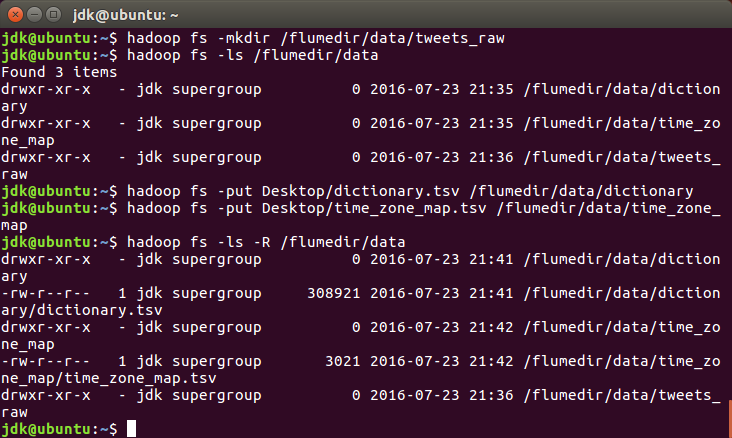 jdk@ubuntu: ~
jdk@ubuntu:~$ hadoop fs -mkdir /flumedir/data/tweets_raw
jdk@ubuntu:~$ hadoop fs -ls /flumedir/data
Found 3 items
drwxr-xr-x   - jdk supergroup          0 2016-07-23 21:35 /flumedir/data/diction
ary
drwxr-xr-x   - jdk supergroup          0 2016-07-23 21:35 /flumedir/data/time_zo
ne_map
drwxr-xr-x   - jdk supergroup          0 2016-07-23 21:36 /flumedir/data/tweets_
raw
jdk@ubuntu:~$ hadoop fs -put Desktop/dictionary.tsv /flumedir/data/dictionary
jdk@ubuntu:~$ hadoop fs -put Desktop/time_zone_map.tsv /flumedir/data/time_zone_
map
jdk@ubuntu:~$ hadoop fs -ls -R /flumedir/data
drwxr-xr-x   - jdk supergroup          0 2016-07-23 21:41 /flumedir/data/diction
ary
-rw-r--r--   1 jdk supergroup     308921 2016-07-23 21:41 /flumedir/data/diction
ary/dictionary.tsv
drwxr-xr-x   - jdk supergroup          0 2016-07-23 21:42 /flumedir/data/time_zo
ne_map
-rw-r--r--   1 jdk supergroup       3021 2016-07-23 21:42 /flumedir/data/time_zo
ne_map/time_zone_map.tsv
drwxr-xr-x   - jdk supergroup          0 2016-07-23 21:36 /flumedir/data/tweets_
raw
jdk@ubuntu:~$